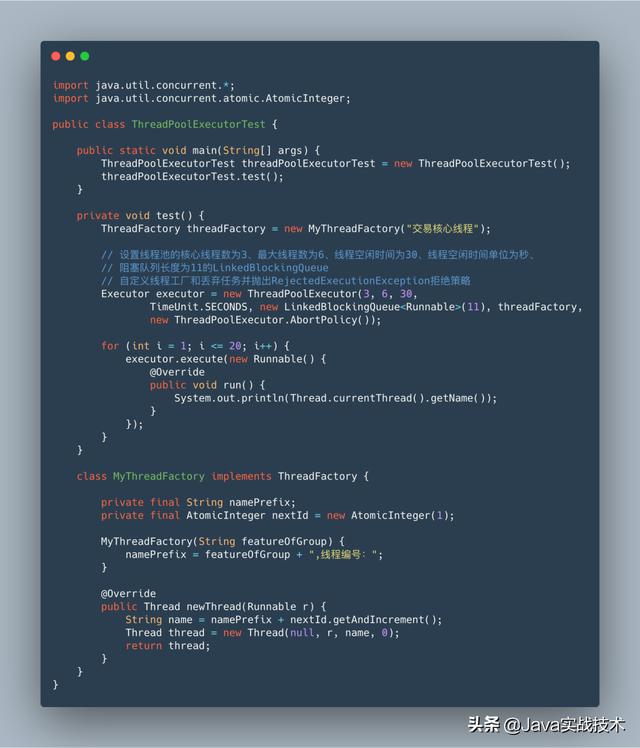 import java.util.concurrent.*;
import java.util.concurrent.atomic.AtomicInteger;
public class ThreadPoolExecutorTest {
public static void main(String[] args) {
ThreadPoolExecutorTest threadPoolExecutorTest = new ThreadPoolExecutorTest();
threadPoolExecutorTest.test();
}
private void test() {
ThreadFactory threadFactory = new MyThreadFactory("交易核心线程");
// 设置线程池的核心线程数为3、最大线程数为6、线程空闲时间为30、线程空闲时间单位为秒、
// 阻塞队列长度为11的LinkedBlockingQueue
// 自定义线程工厂和丢弃任务并抛出RejectedExecutionException拒绝策略
Executor executor = new ThreadPoolExecutor(3, 6, 30,
TimeUnit.SECONDS, new LinkedBlockingQueue<Runnable>(11), threadFactory,
new ThreadPoolExecutor.AbortPolicy());
for (int i = 1; i <= 20; i++) {
executor.execute(new Runnable() {
@Override
public void run() {
System.out.println(Thread.currentThread().getName());
}
});
}
}
class MyThreadFactory implements ThreadFactory {
private final String namePrefix;
private final AtomicInteger nextId = new AtomicInteger(1);
MyThreadFactory(String featureOfGroup) {
namePrefix = featureOfGroup + ",线程编号：";
}
@Override
public Thread newThread(Runnable r) {
String name = namePrefix + nextId.getAndIncrement();
Thread thread = new Thread(null, r, name, 0);
return thread;
}
}
}
头条 @Java实战技术